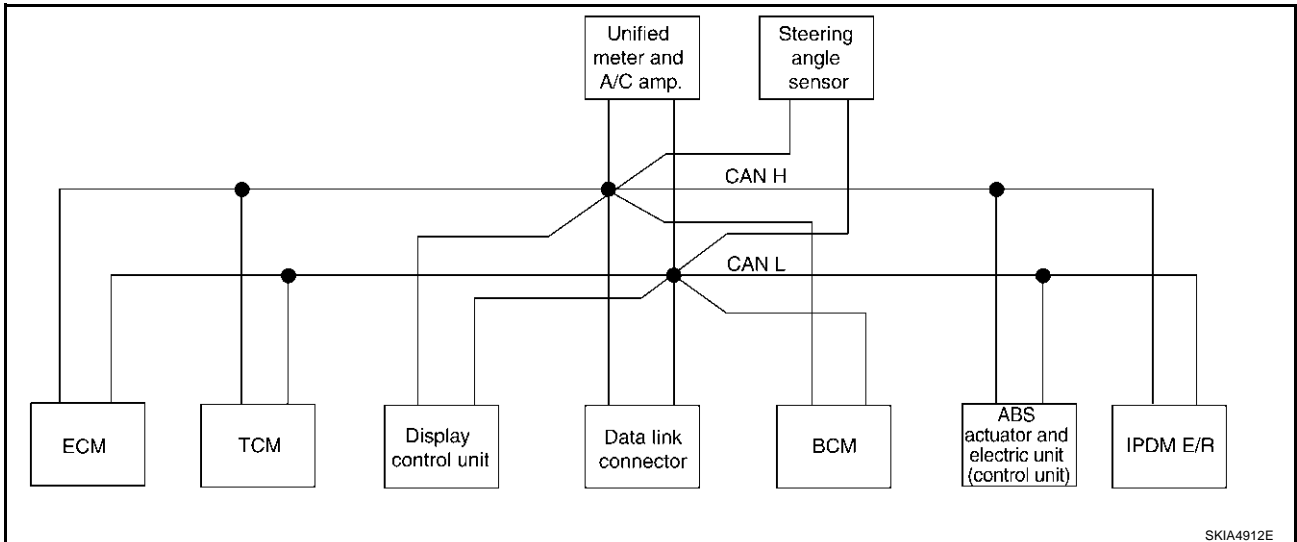 Unified
meter and
A/C amp.
Steering
angle
sensor
CAN H
CAN L
ECM
TCM
Display
control unit
Data link
connector
BCM
ABS
actuator and
electric unit
(control unit)
IPDM E/R
SKIA4912E